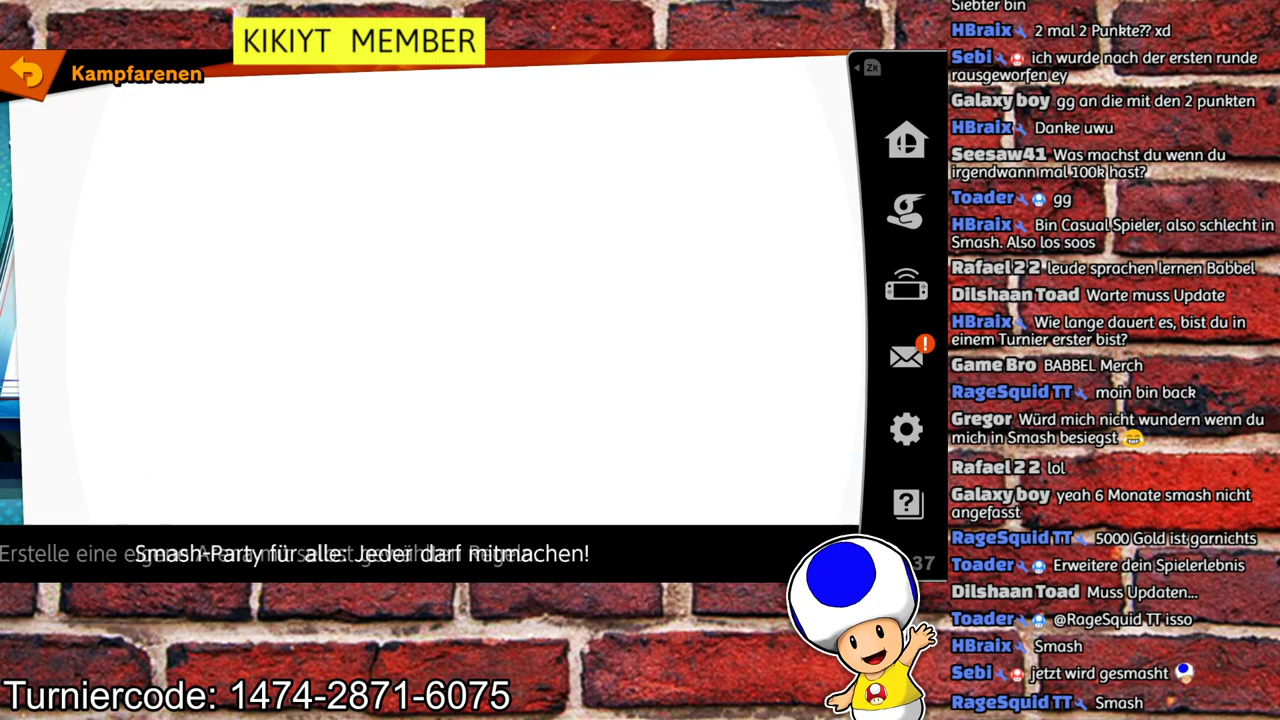 KIKIYT MEMBER
Kampfarenen
ZR
!
?
Smash-Party für alle: Jeder darf mitmachen!
37
Turniercode: 1474-2871-6075
Siebter bin
HBraix 2 mal 2 Punkte?? xd
Sebi ich wurde nach der ersten runde
rausgeworfen ey
Galaxy boy gg an die mit den 2 punkten
HBraix Danke uwu
Seesaw41 Was machst du wenn du
irgendwann mal 100k hast?
Toader gg
HBraix Bin Casual Spieler, also schlecht in
Smash. Also los soos
Rafael 2 2 leude sprachen lernen Babbel
Dilshaan Toad Warte muss Update
HBraix Wie lange dauert es, bist du in
einem Turnier erster bist?
Game Bro BABBEL Merch
RageSquid TT moin bin back
Gregor Würd mich nicht wundern wenn du
mich in Smash besiegst 😂
Rafael 2 2 lol
Galaxy boy yeah 6 Monate smash nicht
angefasst
RageSquid TT 5000 Gold ist garnichts
Toader Erweitere dein Spielerlebnis
Dilshaan Toad Muss Updaten...
Toader @RageSquid TT isso
HBraix Smash
Sebi jetzt wird gesmasht
RageSquid TT Smash